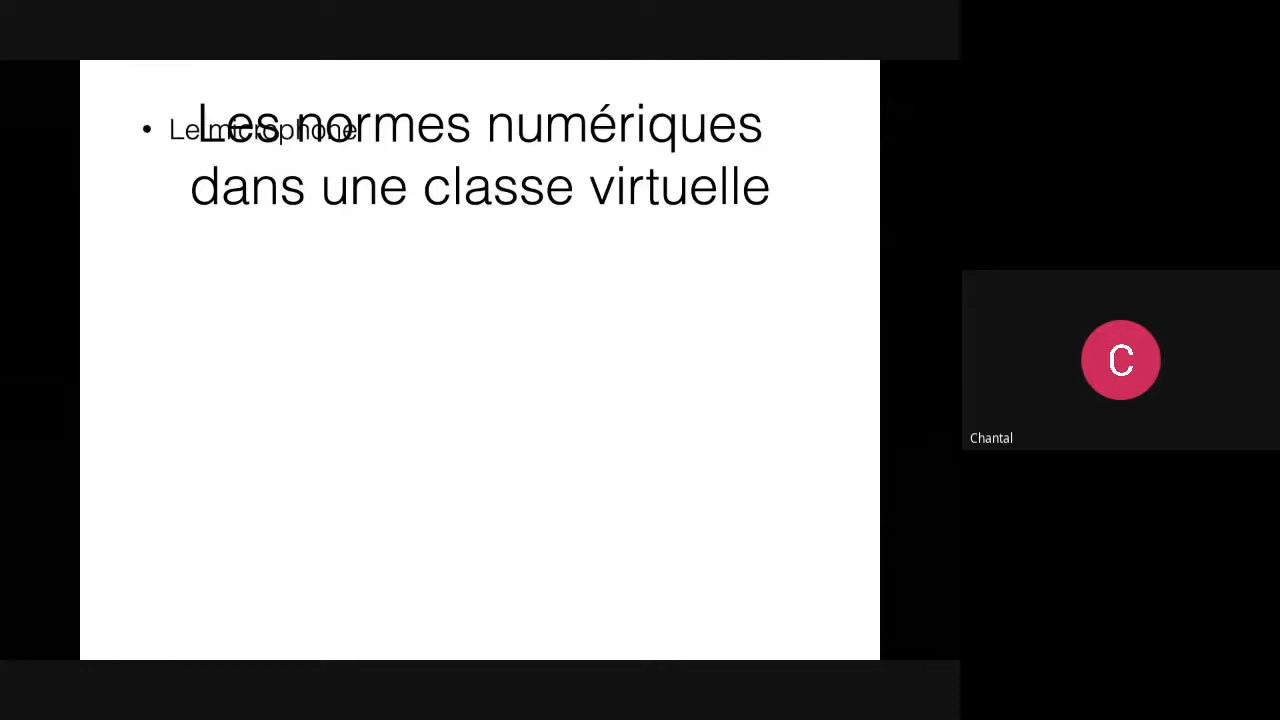 Les normes numériques
dans une classe virtuelle
• Le microphone
C
Chantal